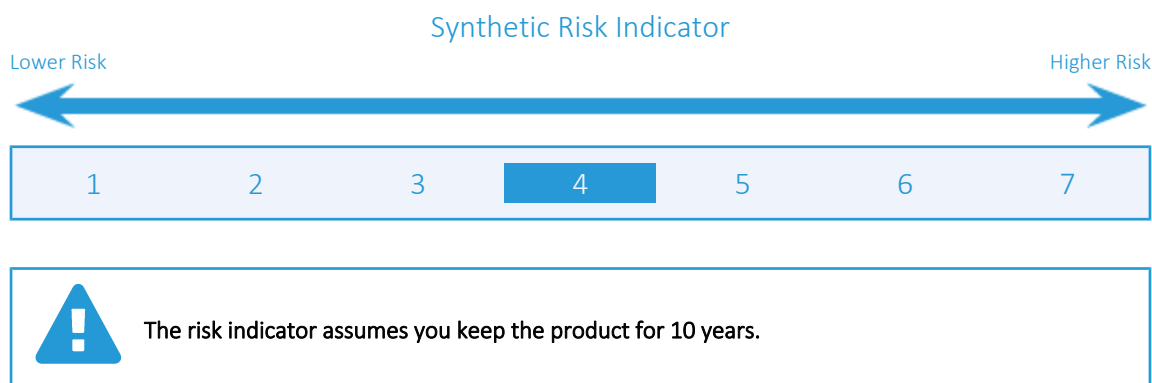 Synthetic Risk Indicator
Lower Risk Higher Risk
1 2 3 4 5 6 7
The risk indicator assumes you keep the product for 10 years.